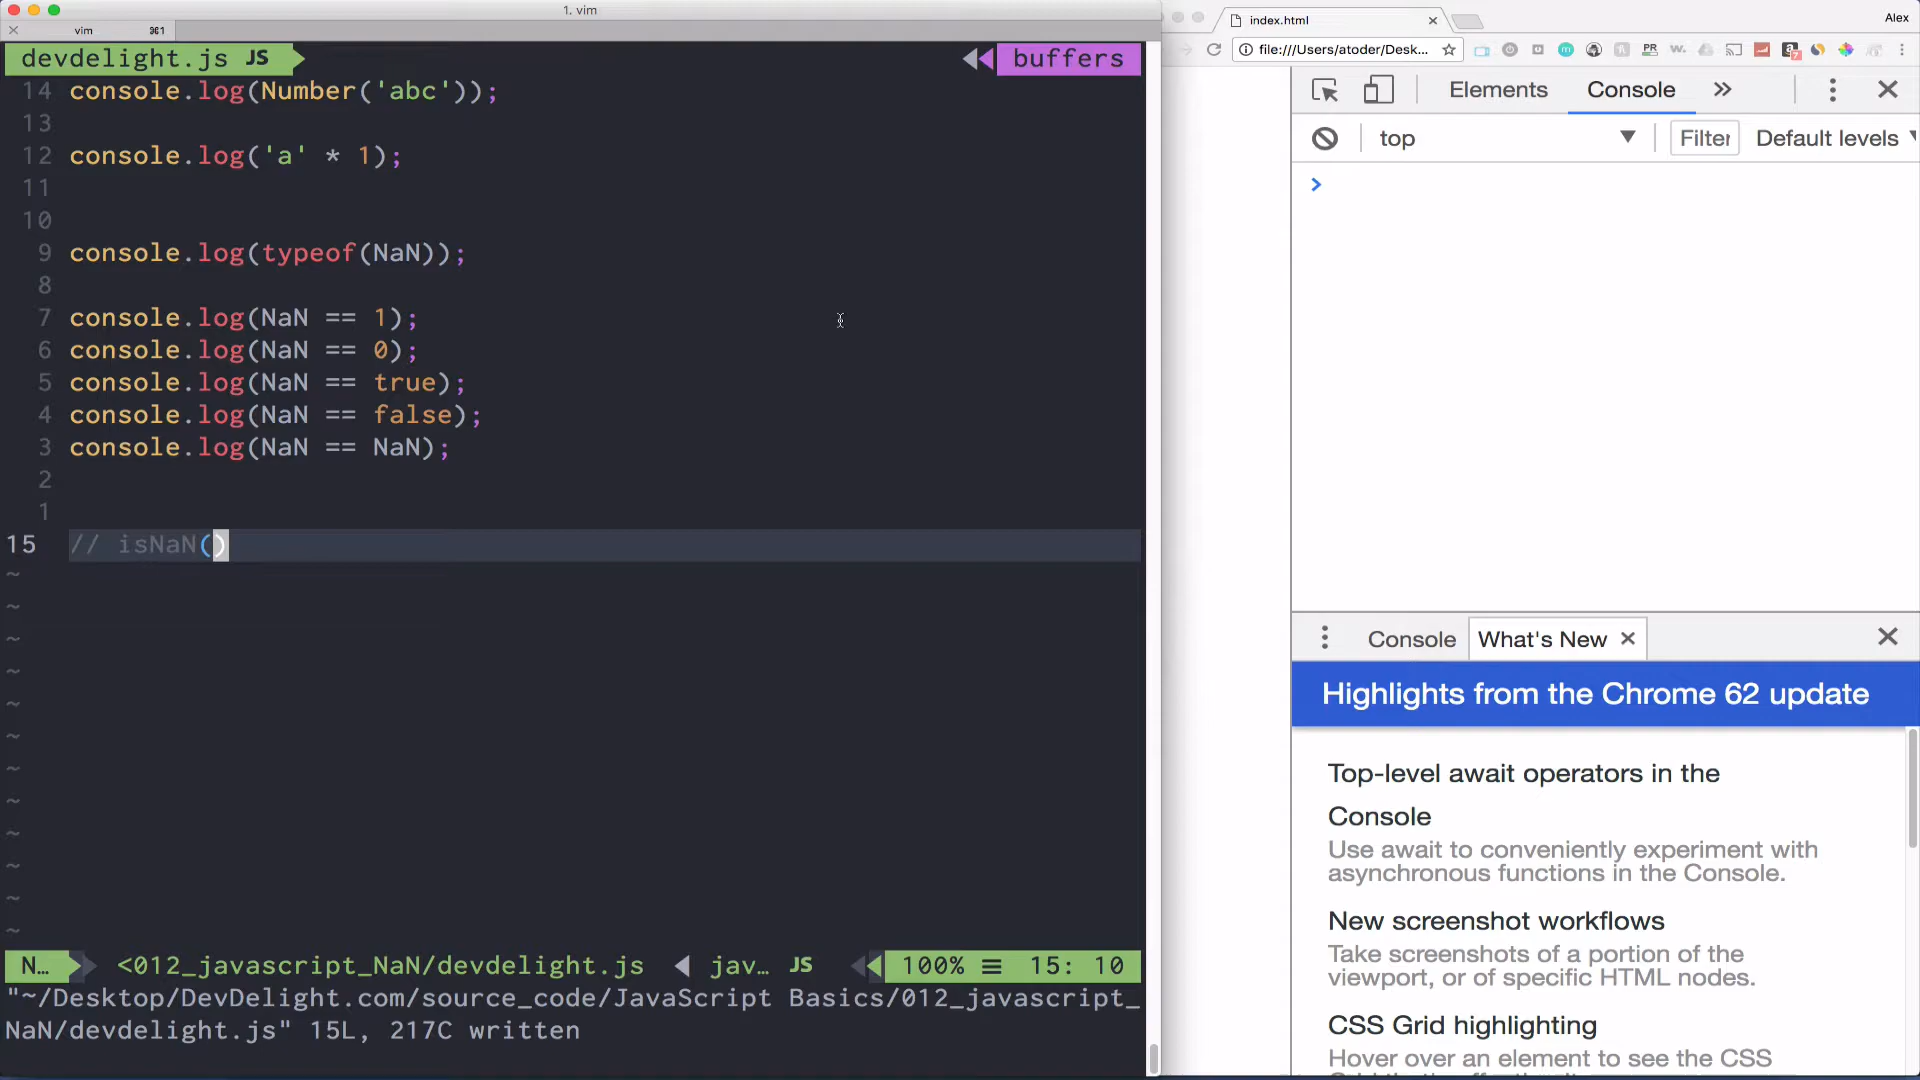 1. vim
vim ⌘1
devdelight.js JS
buffers
14 console.log(Number('abc'));
13
12 console.log('a' * 1);
11
10
9 console.log(typeof(NaN));
8
7 console.log(NaN == 1);
6 console.log(NaN == 0);
5 console.log(NaN == true);
4 console.log(NaN == false);
3 console.log(NaN == NaN);
2
1
15 // isNaN()
~
~
~
~
~
~
~
~
~
~
~
~
N… <012_javascript_NaN/devdelight.js jav… JS 100% ☰ 15: 10
"~/Desktop/DevDelight.com/source_code/JavaScript Basics/012_javascript_
NaN/devdelight.js" 15L, 217C written
index.html
Alex
file:///Users/atoder/Desk...
PR
Elements Console »
top Filter Default levels
>
Console What's New
Highlights from the Chrome 62 update
Top-level await operators in the
Console
Use await to conveniently experiment with
asynchronous functions in the Console.
New screenshot workflows
Take screenshots of a portion of the
viewport, or of specific HTML nodes.
CSS Grid highlighting
Hover over an element to see the CSS